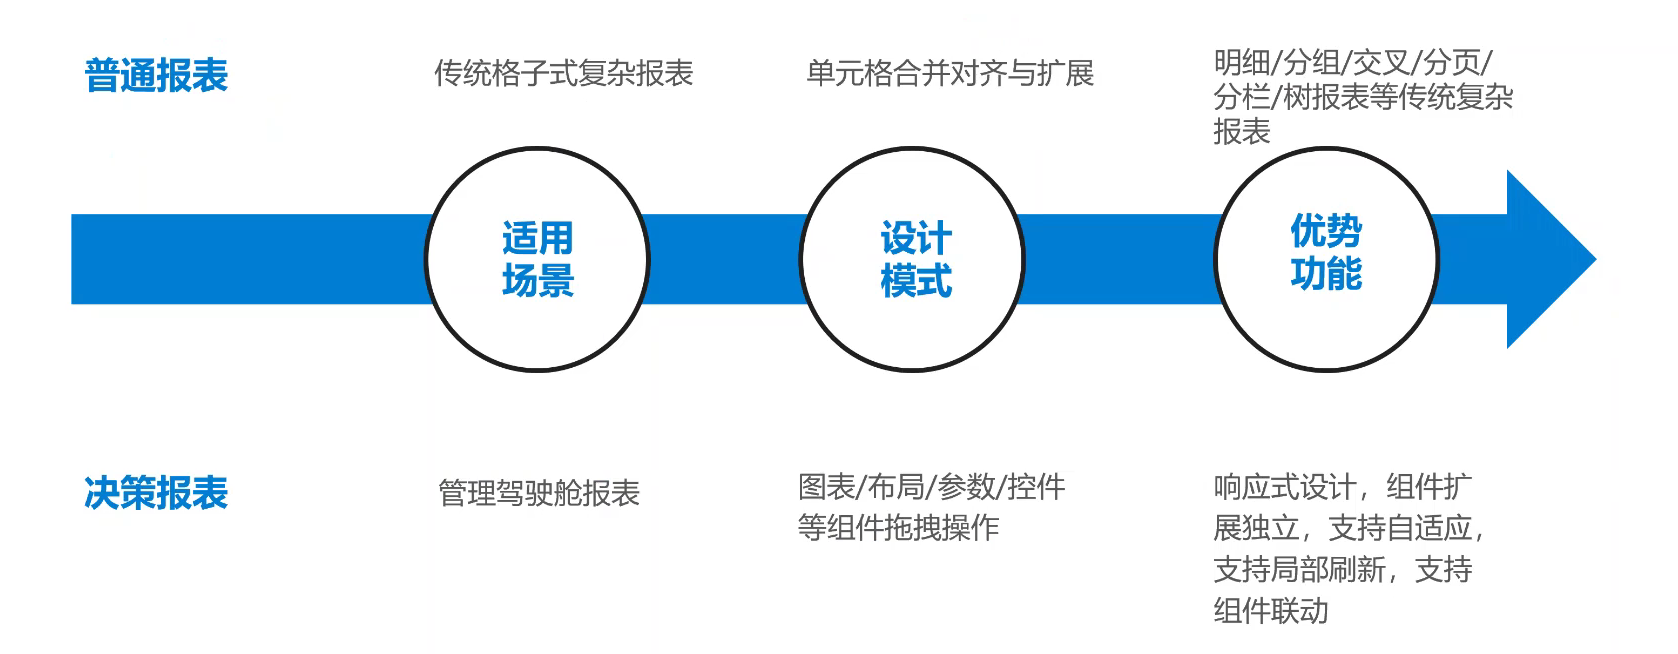 普通报表
传统格子式复杂报表
单元格合并对齐与扩展
明细/分组/交叉/分页/
分栏/树报表等传统复杂
报表
适用
场景
设计
模式
优势
功能
决策报表
管理驾驶舱报表
图表/布局/参数/控件
等组件拖拽操作
响应式设计，组件扩
展独立，支持自适应，
支持局部刷新，支持
组件联动